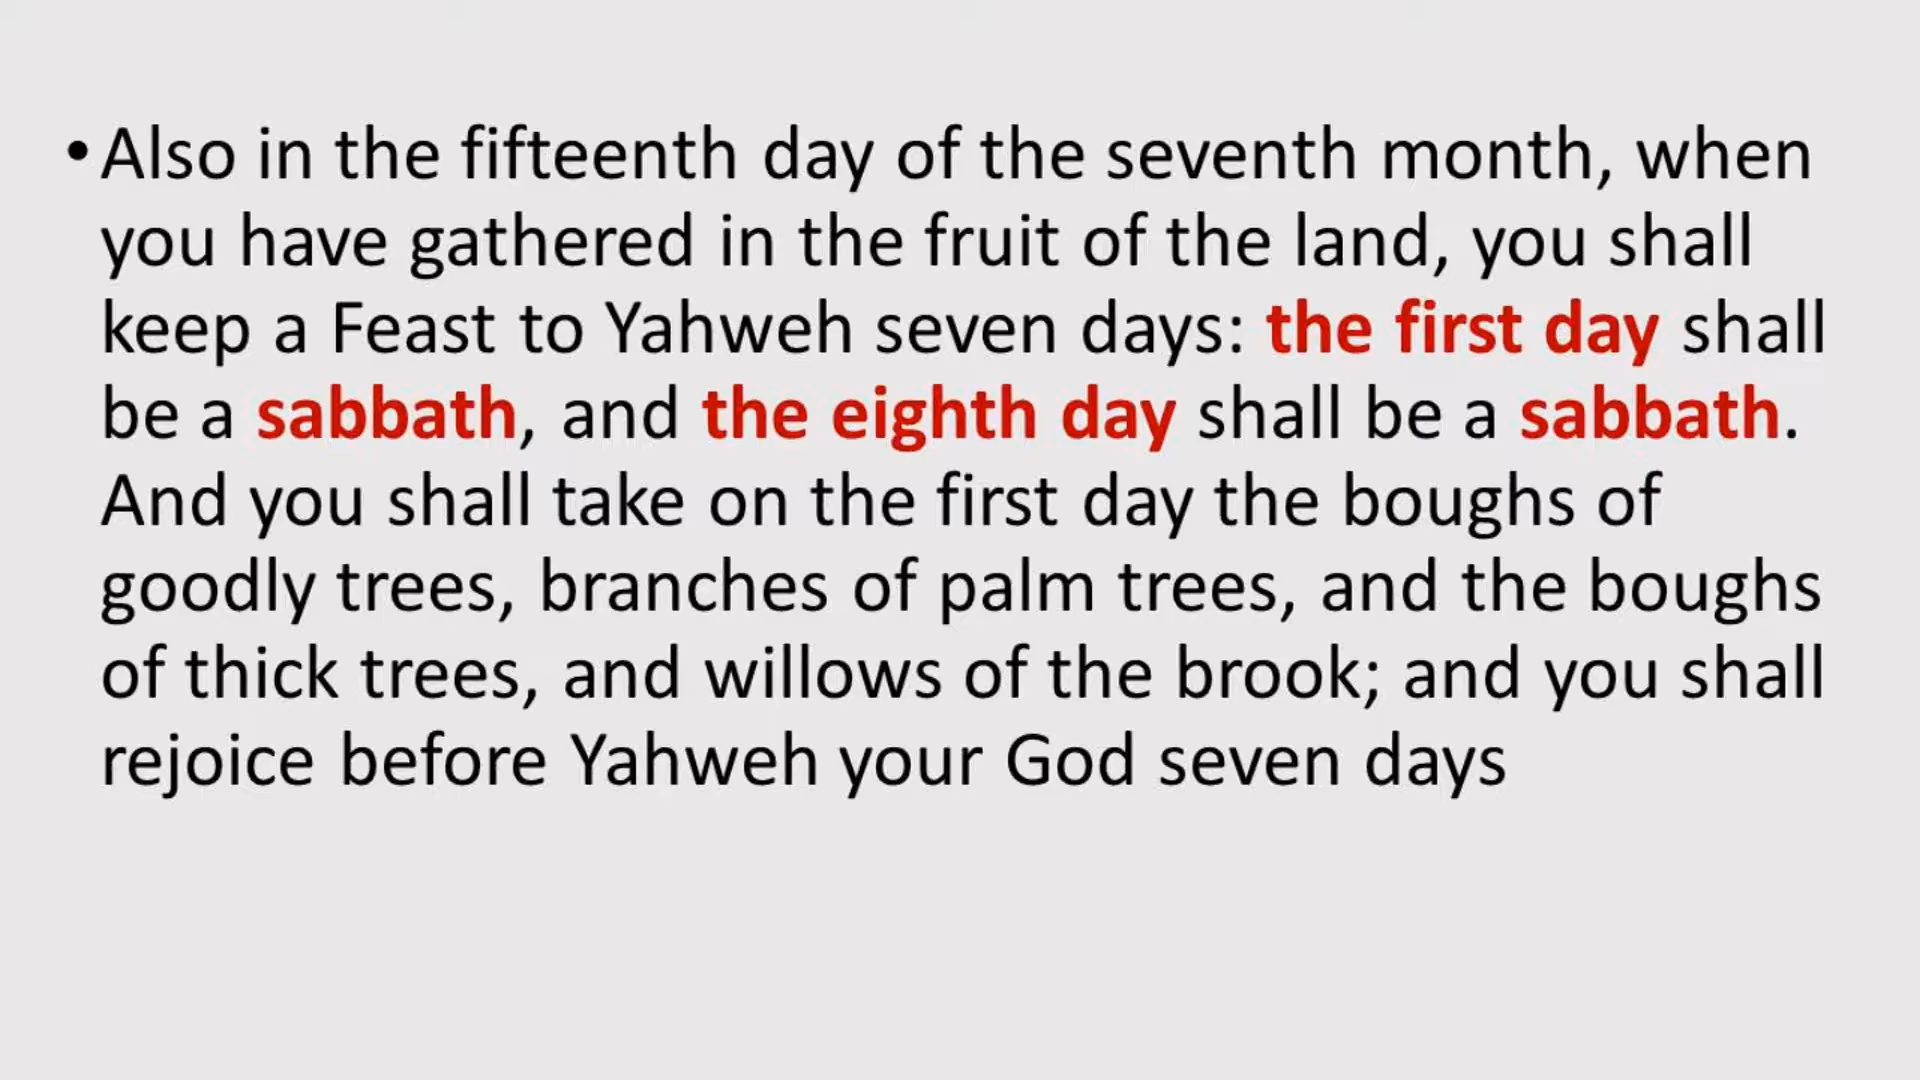 • Also in the fifteenth day of the seventh month, when
you have gathered in the fruit of the land, you shall
keep a Feast to Yahweh seven days: the first day shall
be a sabbath, and the eighth day shall be a sabbath.
And you shall take on the first day the boughs of
goodly trees, branches of palm trees, and the boughs
of thick trees, and willows of the brook; and you shall
rejoice before Yahweh your God seven days